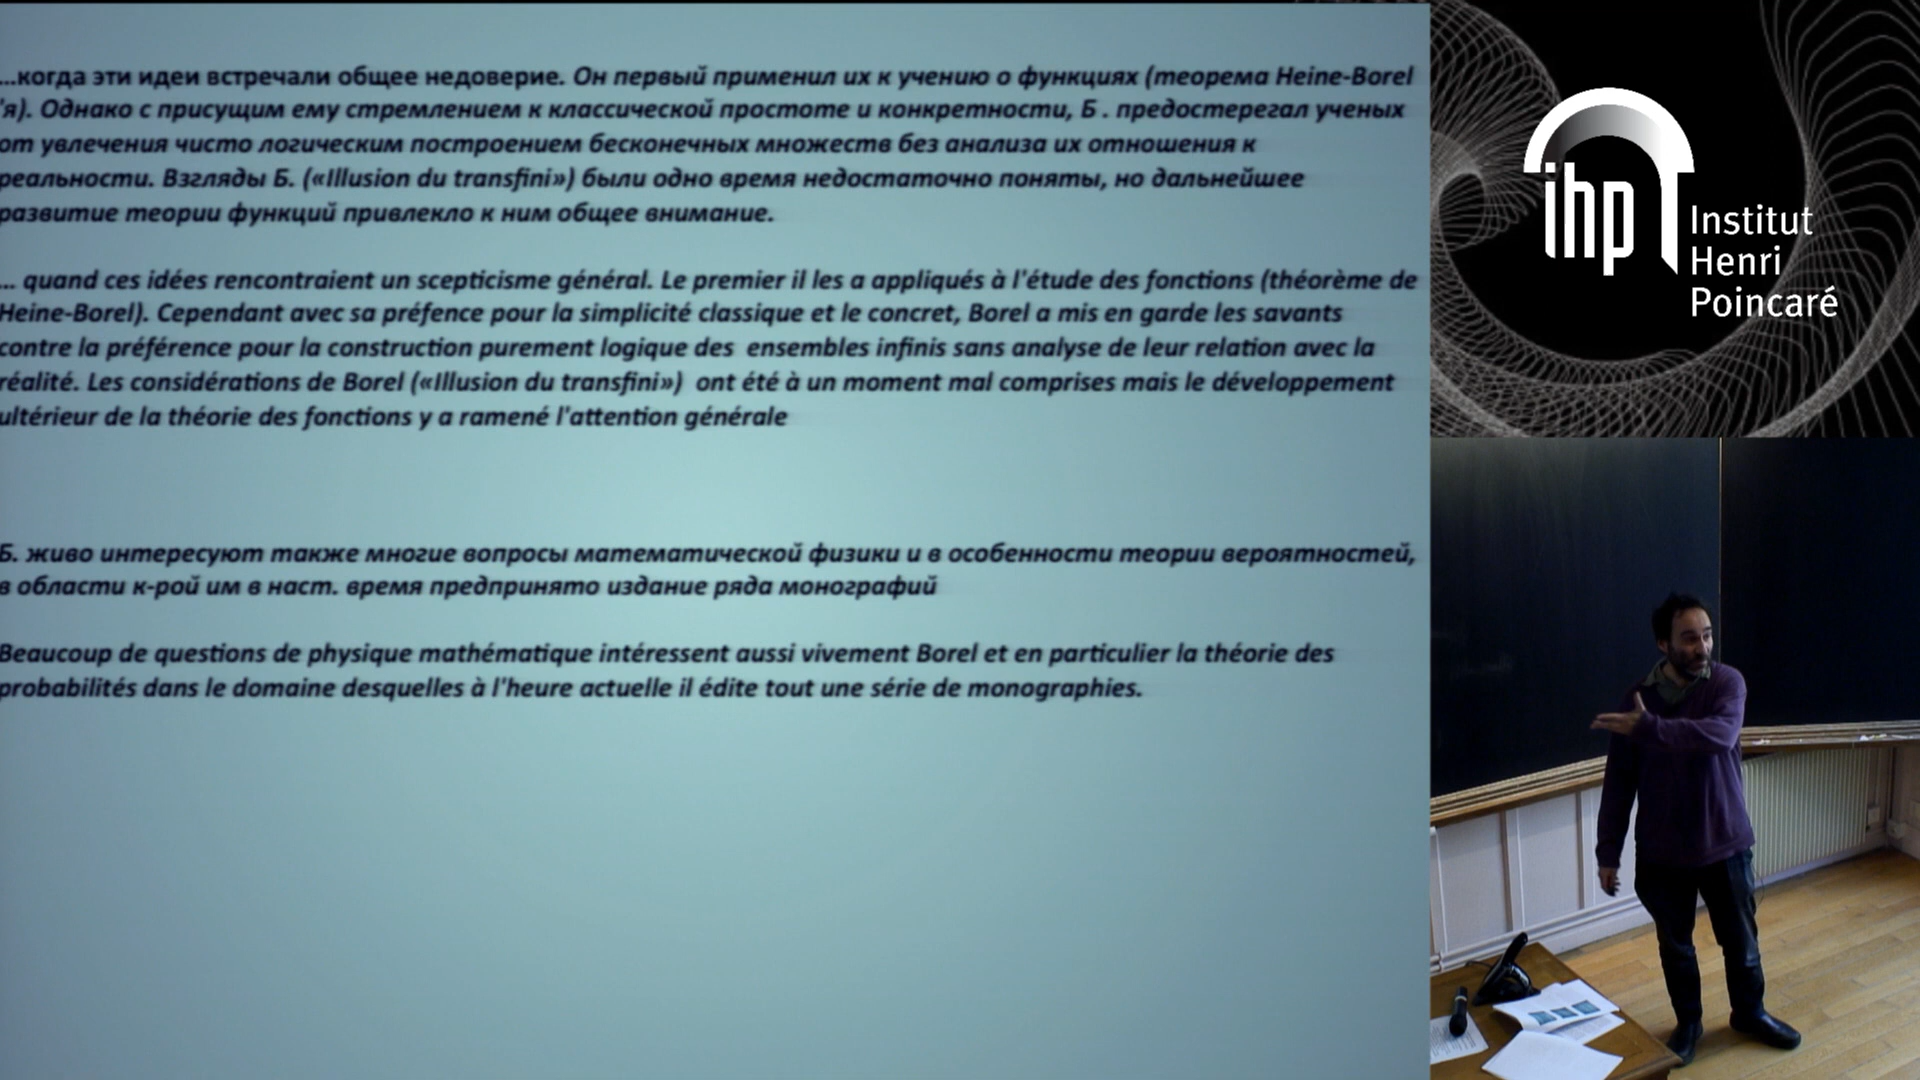 ...когда эти идеи встречали общее недоверие. Он первый применил их к учению о функциях (теорема Heine-Borel
'я). Однако с присущим ему стремлением к классической простоте и конкретности, Б . предостерегал ученых
от увлечения чисто логическим построением бесконечных множеств без анализа их отношения к
реальности. Взгляды Б. («Illusion du transfini») были одно время недостаточно поняты, но дальнейшее
развитие теории функций привлекло к ним общее внимание.
... quand ces idées rencontraient un scepticisme général. Le premier il les a appliqués à l'étude des fonctions (théorème de
Heine-Borel). Cependant avec sa préfence pour la simplicité classique et le concret, Borel a mis en garde les savants
contre la préférence pour la construction purement logique des ensembles infinis sans analyse de leur relation avec la
réalité. Les considérations de Borel («Illusion du transfini») ont été à un moment mal comprises mais le développement
ultérieur de la théorie des fonctions y a ramené l'attention générale
Б. живо интересуют также многие вопросы математической физики и в особенности теории вероятностей,
в области к-рой им в наст. время предпринято издание ряда монографий
Beaucoup de questions de physique mathématique intéressent aussi vivement Borel et en particulier la théorie des
probabilités dans le domaine desquelles à l'heure actuelle il édite tout une série de monographies.
ihp
Institut
Henri
Poincaré